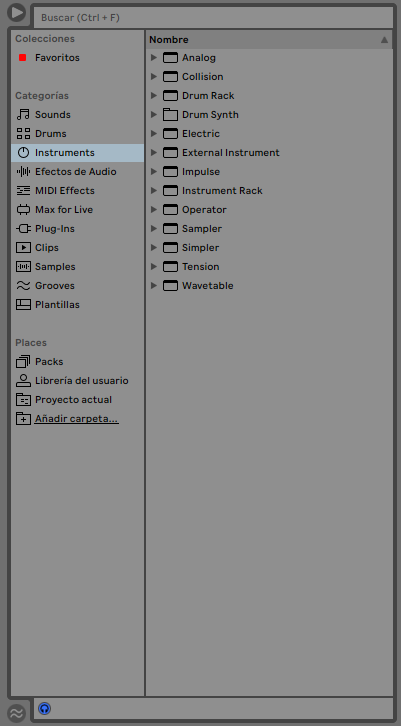 Buscar (Ctrl + F)
Colecciones
Favoritos
Categorías
Sounds
Drums
Instruments
Efectos de Audio
MIDI Effects
Max for Live
Plug-Ins
Clips
Samples
Grooves
Plantillas
Places
Packs
Librería del usuario
Proyecto actual
Añadir carpeta...
Nombre
Analog
Collision
Drum Rack
Drum Synth
Electric
External Instrument
Impulse
Instrument Rack
Operator
Sampler
Simpler
Tension
Wavetable